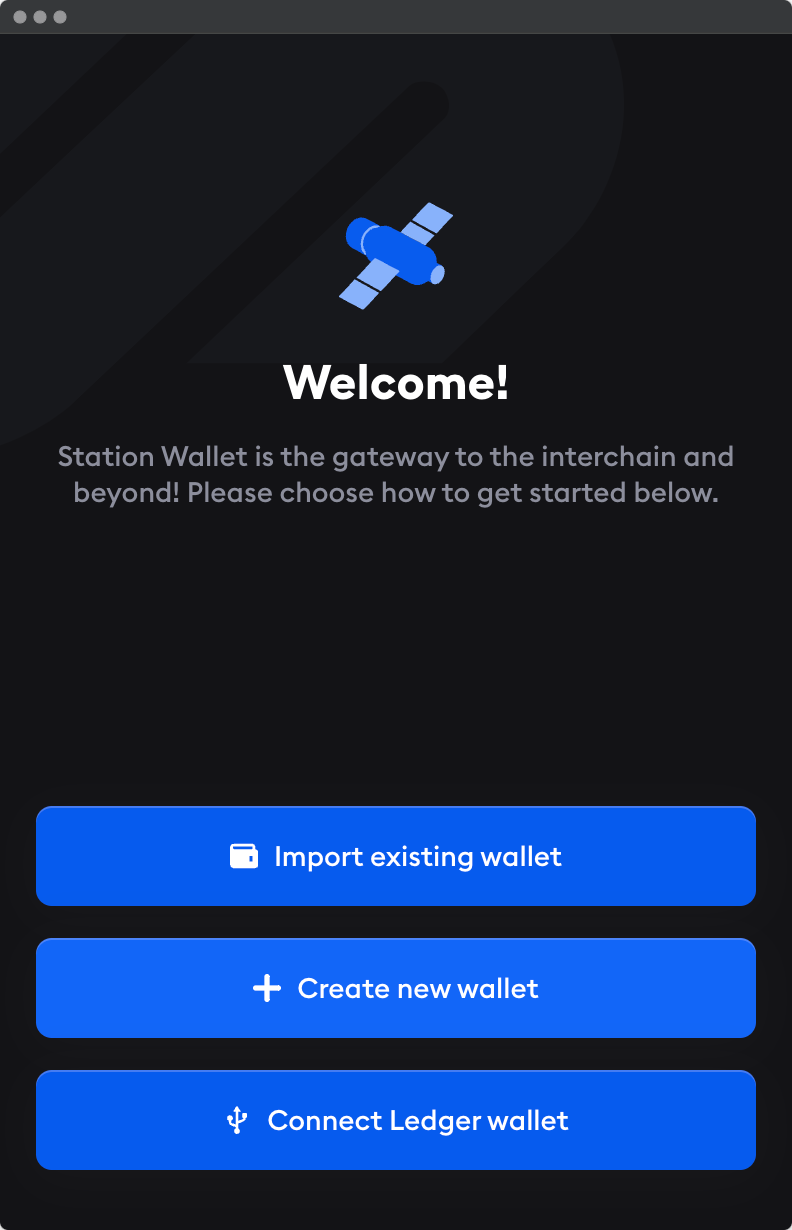 Welcome!
Station Wallet is the gateway to the interchain and
beyond! Please choose how to get started below.
Import existing wallet
Create new wallet
Connect Ledger wallet